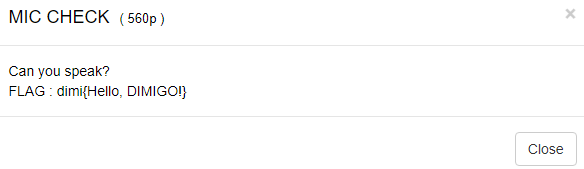 MIC CHECK ( 560p )
×
Can you speak?
FLAG : dimi{Hello, DIMIGO!}
Close